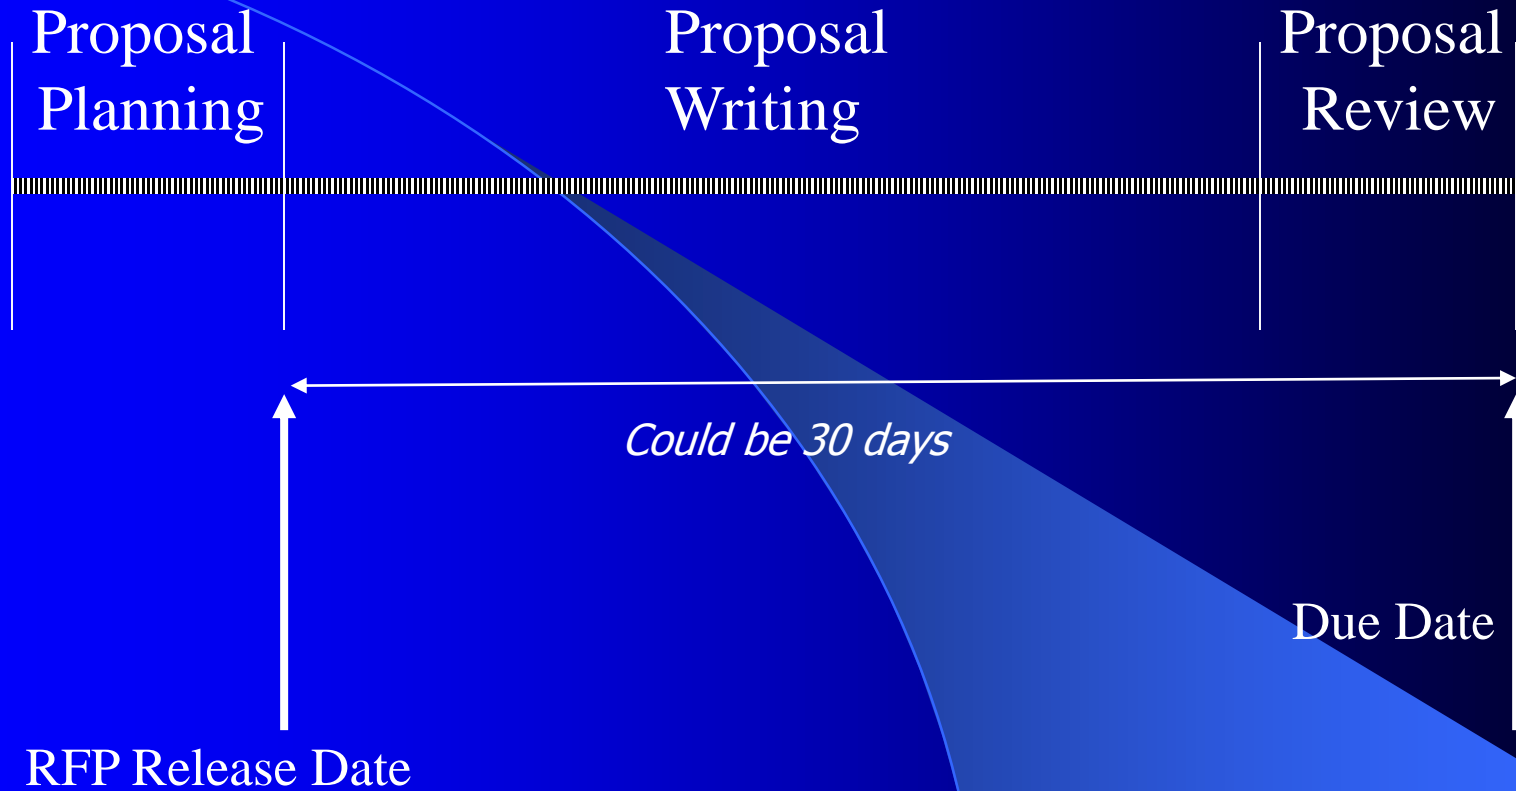 Proposal
Planning
Proposal
Writing
Proposal
Review
Could be 30 days
Due Date
RFP Release Date